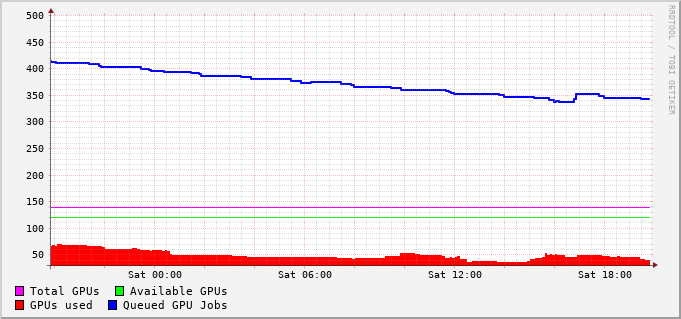 500
450
400
350
300
250
200
150
100
50
Sat 00:00 Sat 06:00 Sat 12:00 Sat 18:00
Total GPUs Available GPUs
GPUs used Queued GPU Jobs
RRDTOOL / TOBI OETIKER